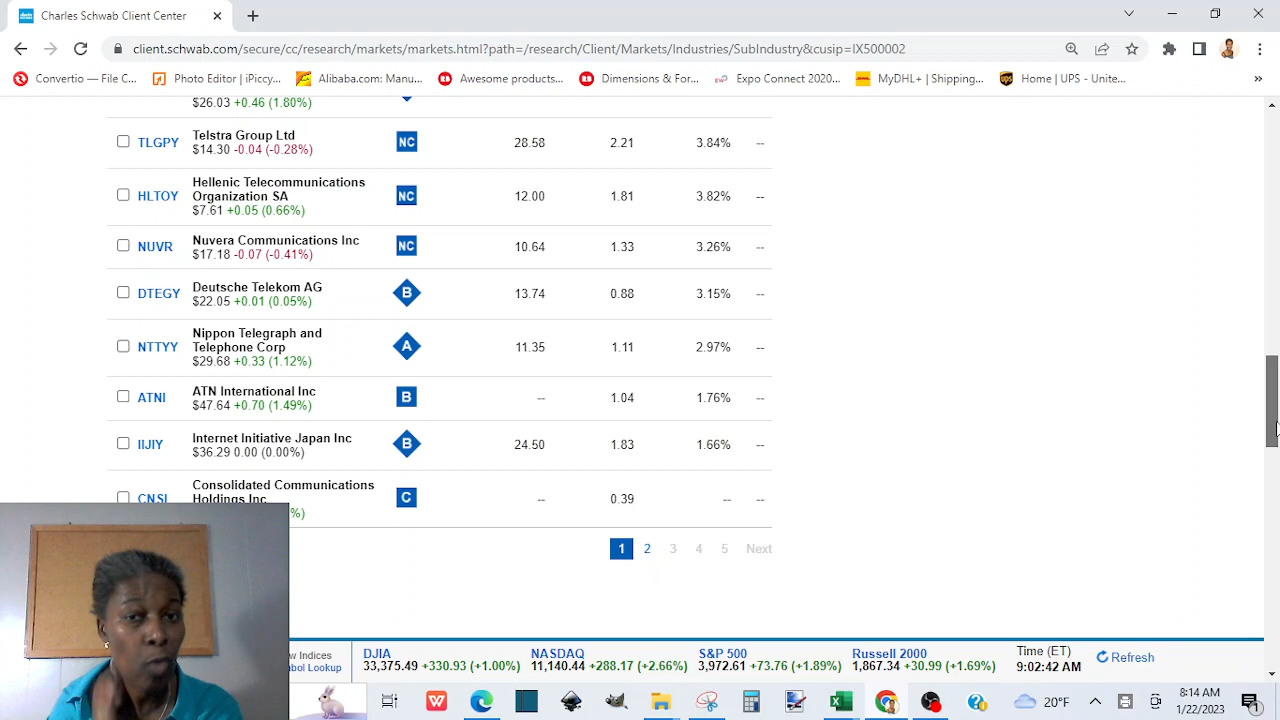 Charles Schwab Client Center
client.schwab.com/secure/cc/research/markets/markets.html?path=/research/Client/Markets/Industries/SubIndustry&cusip=IX500002
Convertio — File C... Photo Editor | iPiccy... Alibaba.com: Manu... Awesome products... Dimensions & For... Expo Connect 2020... MyDHL+ | Shipping... Home | UPS - Unite... »
$26.03 +0.46 (1.80%)
TLGPY Telstra Group Ltd NC 28.58 2.21 3.84% --
$14.30 -0.04 (-0.28%)
HLTOY Hellenic Telecommunications Organization SA NC 12.00 1.81 3.82% --
$7.61 +0.05 (0.66%)
NUVR Nuvera Communications Inc NC 10.64 1.33 3.26% --
$17.18 -0.07 (-0.41%)
DTEGY Deutsche Telekom AG B 13.74 0.88 3.15% --
$22.05 +0.01 (0.05%)
NTTYY Nippon Telegraph and Telephone Corp A 11.35 1.11 2.97% --
$29.68 +0.33 (1.12%)
ATNI ATN International Inc B -- 1.04 1.76% --
$47.64 +0.70 (1.49%)
IIJIY Internet Initiative Japan Inc B 24.50 1.83 1.66% --
$36.29 0.00 (0.00%)
CNSL Consolidated Communications Holdings Inc C -- 0.39 -- --
%)
1 2 3 4 5 Next
w Indices DJIA NASDAQ S&P 500 Russell 2000 Time (ET)
bol Lookup 33,375.49 +330.93 (+1.00%) 11,140.44 +288.17 (+2.66%) 3,972.61 +73.76 (+1.89%) 1,867.34 +30.99 (+1.69%) 9:02:42 AM Refresh
20°F 8:14 AM
1/22/2023